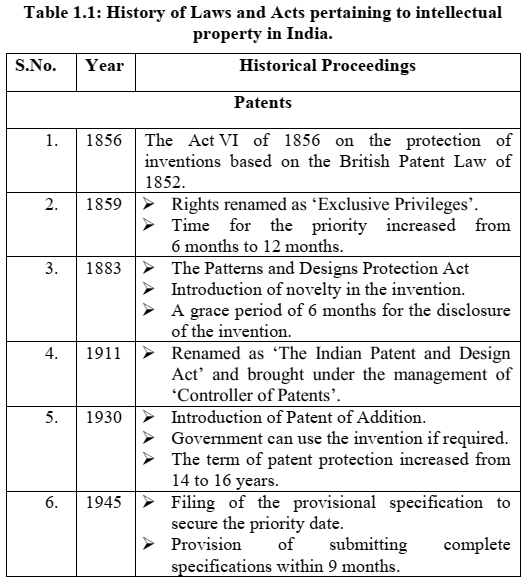 Table 1.1: History of Laws and Acts pertaining to intellectual
property in India.
S.No. Year Historical Proceedings
Patents
1. 1856 The Act VI of 1856 on the protection of
inventions based on the British Patent Law of
1852.
2. 1859 ➢ Rights renamed as ‘Exclusive Privileges’.
➢ Time for the priority increased from
6 months to 12 months.
3. 1883 ➢ The Patterns and Designs Protection Act
➢ Introduction of novelty in the invention.
➢ A grace period of 6 months for the disclosure
of the invention.
4. 1911 ➢ Renamed as ‘The Indian Patent and Design
Act’ and brought under the management of
‘Controller of Patents’.
5. 1930 ➢ Introduction of Patent of Addition.
➢ Government can use the invention if required.
➢ The term of patent protection increased from
14 to 16 years.
6. 1945 ➢ Filing of the provisional specification to
secure the priority date.
➢ Provision of submitting complete
specifications within 9 months.